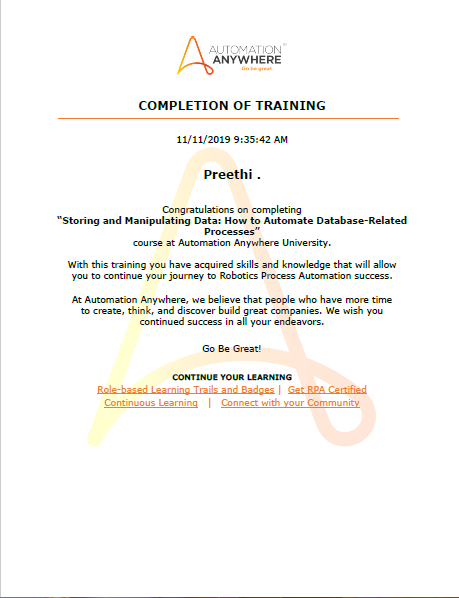 AUTOMATION
ANYWHERE
Go be great.
COMPLETION OF TRAINING
11/11/2019 9:35:42 AM
Preethi .
Congratulations on completing
“Storing and Manipulating Data: How to Automate Database-Related
Processes”
course at Automation Anywhere University.
With this training you have acquired skills and knowledge that will allow
you to continue your journey to Robotics Process Automation success.
At Automation Anywhere, we believe that people who have more time
to create, think, and discover build great companies. We wish you
continued success in all your endeavors.
Go Be Great!
CONTINUE YOUR LEARNING
Role-based Learning Trails and Badges | Get RPA Certified
Continuous Learning | Connect with your Community